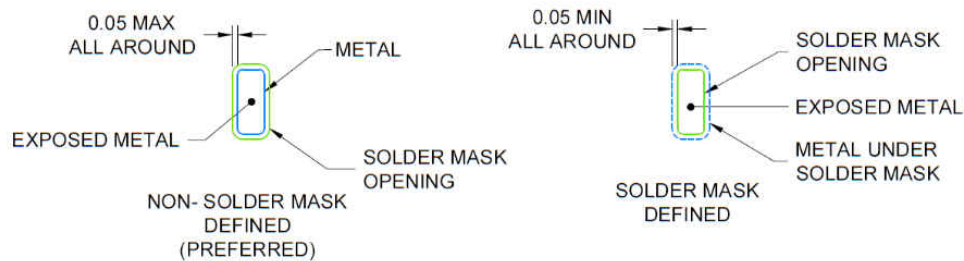 0.05 MAX
ALL AROUND
METAL
EXPOSED METAL
SOLDER MASK
OPENING
NON- SOLDER MASK
DEFINED
(PREFERRED)
0.05 MIN
ALL AROUND
SOLDER MASK
OPENING
EXPOSED METAL
METAL UNDER
SOLDER MASK
SOLDER MASK
DEFINED